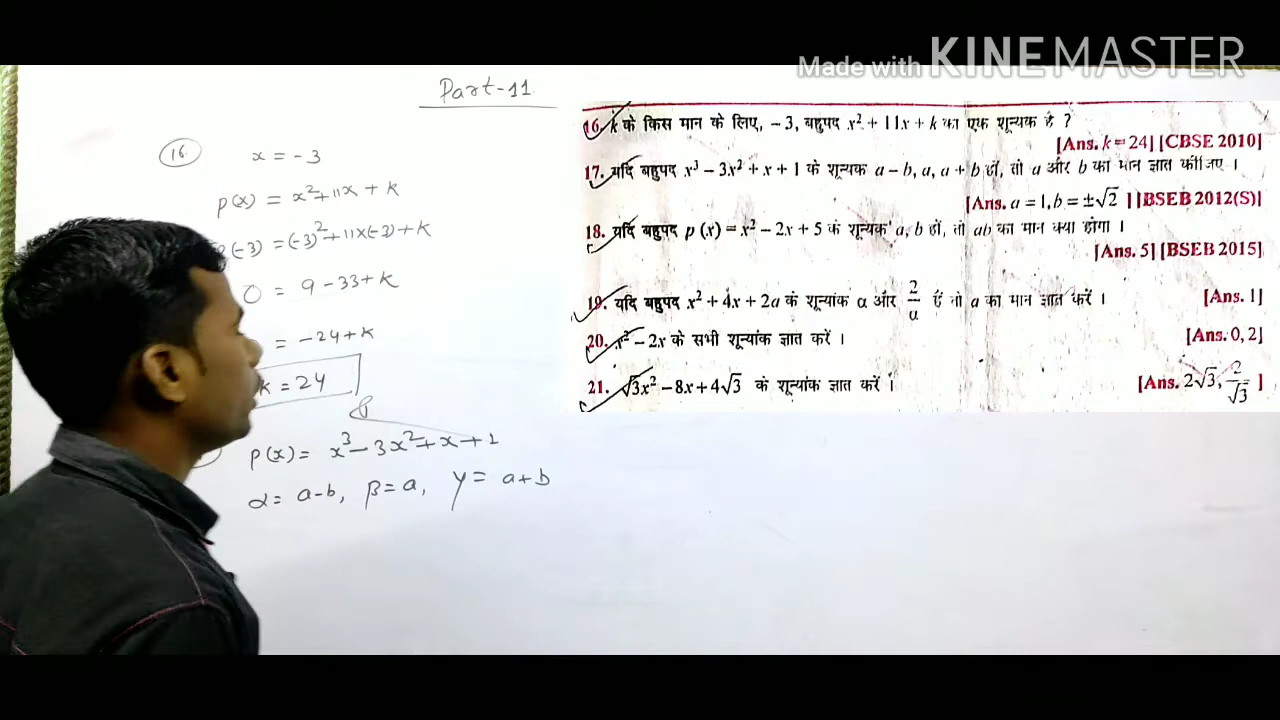 Made with KINEMASTER
Part-11
16.
x = -3
p(x) = x²+11x + k
p(-3) = (-3)²+11x(-3)+k
0 = 9-33+k
= -24+k
k = 24
p(x) = x³-3x²+x+1
α = a-b, β = a, γ = a+b
16. k के किस मान के लिए, – 3, बहुपद x² + 11x + k का एक शून्यक है ?
[Ans. k = 24] [CBSE 2010]
17. यदि बहुपद x³ – 3x² + x + 1 के शून्यक a – b, a, a + b हों, तो a और b का मान ज्ञात कीजिए ।
[Ans. a = 1, b = ±√2 ] [BSEB 2012(S)]
18. यदि बहुपद p (x) = x² – 2x + 5 के शून्यक a, b हों, तो ab का मान क्या होगा ।
[Ans. 5] [BSEB 2015]
19. यदि बहुपद x² + 4x + 2a के शून्यांक α और 2/α हैं तो a का मान ज्ञात करें ।
[Ans. 1]
20. x² – 2x के सभी शून्यांक ज्ञात करें ।
[Ans. 0, 2]
21. √3x² – 8x + 4√3 के शून्यांक ज्ञात करें ।
[Ans. 2√3, 2/√3 ]